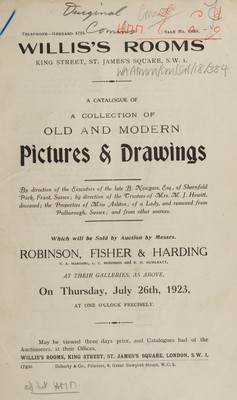 Original
TELEPHONE—GERRARD 4724.
SALE NO.
WILLIS'S ROOMS
KING STREET, ST. JAMES'S SQUARE, S.W. 1.
A CATALOGUE OF
A COLLECTION OF
OLD AND MODERN
Pictures & Drawings
By direction of the Executors of the late D. Esq., of Shernfold
Park, Frant, Sussex; by direction of the Trustees of Mrs. M. J. Hewitt,
deceased; the Properties of Miss Ashton; of a Lady, and removed from
Pulborough, Sussex; and from other sources.
Which will be Sold by Auction by Messrs.
ROBINSON, FISHER & HARDING
AT THEIR GALLERIES, AS ABOVE,
On Thursday, July 26th, 1923,
AT ONE O'CLOCK PRECISELY.
May be viewed three days prior, and Catalogues had of the
Auctioneers, at their Offices,
WILLIS'S ROOMS, KING STREET, ST. JAMES'S SQUARE, LONDON, S.W. 1.
Doherty & Co., Printers, 6, Great Newport Street, W.C. 2.